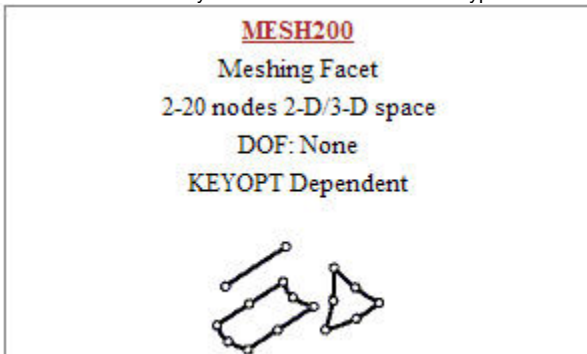 MESH200
Meshing Facet
2-20 nodes 2-D/3-D space
DOF: None
KEYOPT Dependent